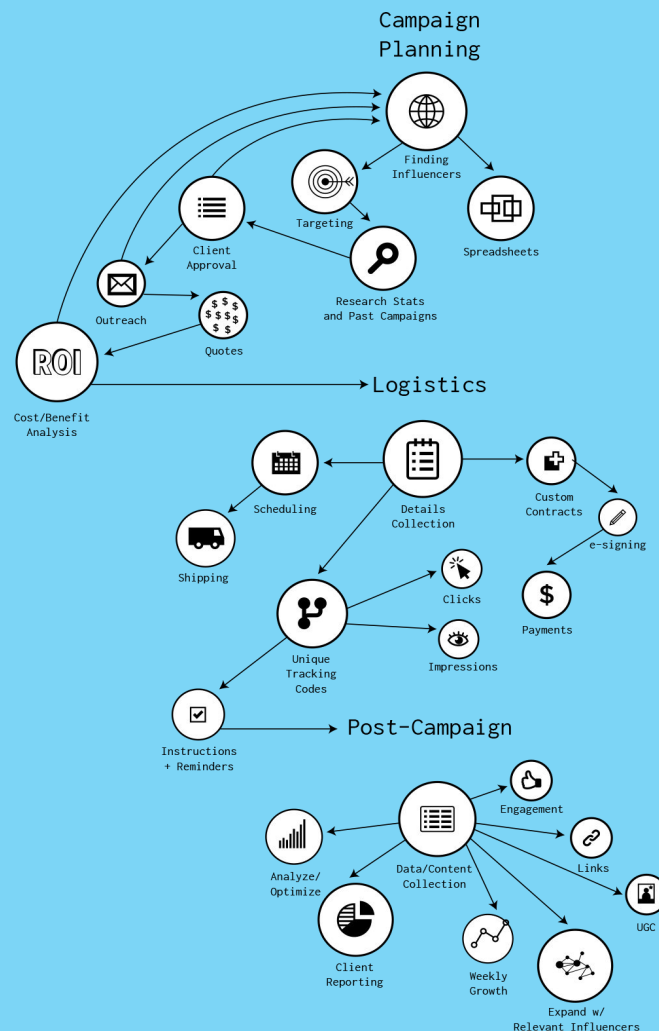 Campaign
Planning
Finding
Influencers
Targeting
Spreadsheets
Client
Approval
Research Stats
and Past Campaigns
Outreach
$ $ $
$ $ $ $
$ $
Quotes
ROI
Cost/Benefit
Analysis
Logistics
Scheduling
Details
Collection
Custom
Contracts
e-signing
Shipping
Clicks
$
Payments
Unique
Tracking
Codes
Impressions
Instructions
+ Reminders
Post-Campaign
Engagement
Data/Content
Collection
Links
Analyze/
Optimize
UGC
Client
Reporting
Weekly
Growth
Expand w/
Relevant Influencers